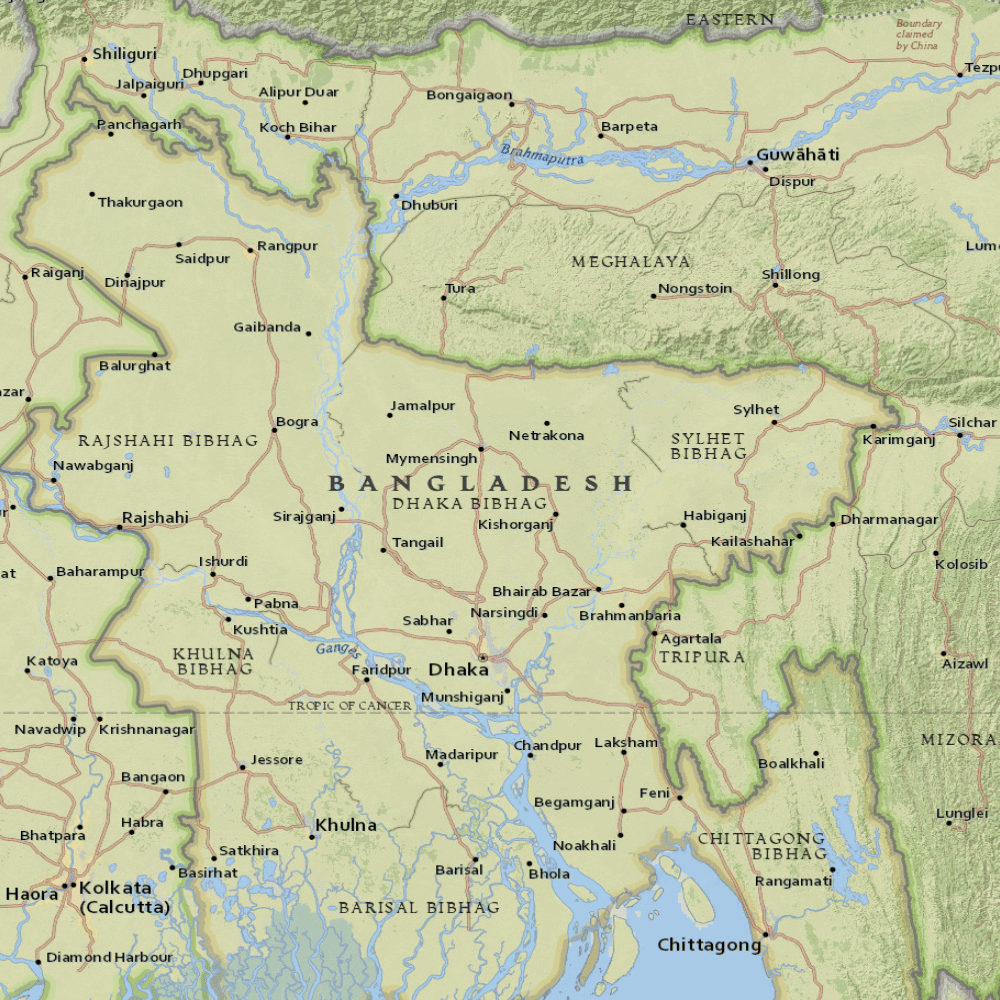 EASTERN
Boundary
claimed
by China
Shiliguri
Dhupgari
Jalpaiguri
Alipur Duar
Bongaigaon
Tezpu
Panchagarh
Koch Bihar
Barpeta
Brahmaputra
Guwāhāti
Dispur
Thakurgaon
Dhuburi
Saidpur
Rangpur
Lum
MEGHALAYA
Raiganj
Dinajpur
Tura
Nongstoin
Shillong
Gaibanda
Balurghat
azar
Jamalpur
Sylhet
Bogra
Netrakona
Silchar
RAJSHAHI BIBHAG
SYLHET
BIBHAG
Karimganj
Mymensingh
Nawabganj
BANGLADESH
DHAKA BIBHAG
Rajshahi
Sirajganj
Kishorganj
Habiganj
Dharmanagar
Tangail
Kailashahar
Ishurdi
Kolosib
at
Baharampur
Bhairab Bazar
Pabna
Narsingdi
Brahmanbaria
Sabhar
Kushtia
Agartala
Ganges
KHULNA
BIBHAG
TRIPURA
Katoya
Faridpur
Dhaka
Aizawl
Munshiganj
TROPIC OF CANCER
Navadwip
Krishnanagar
MIZORA
Chandpur
Laksham
Madaripur
Jessore
Boalkhali
Bangaon
Feni
Begamganj
Lunglei
Habra
Khulna
Bhatpara
CHITTAGONG
BIBHAG
Noakhali
Satkhira
Basirhat
Barisal
Bhola
Rangamati
Haora
Kolkata
(Calcutta)
BARISAL BIBHAG
Chittagong
Diamond Harbour